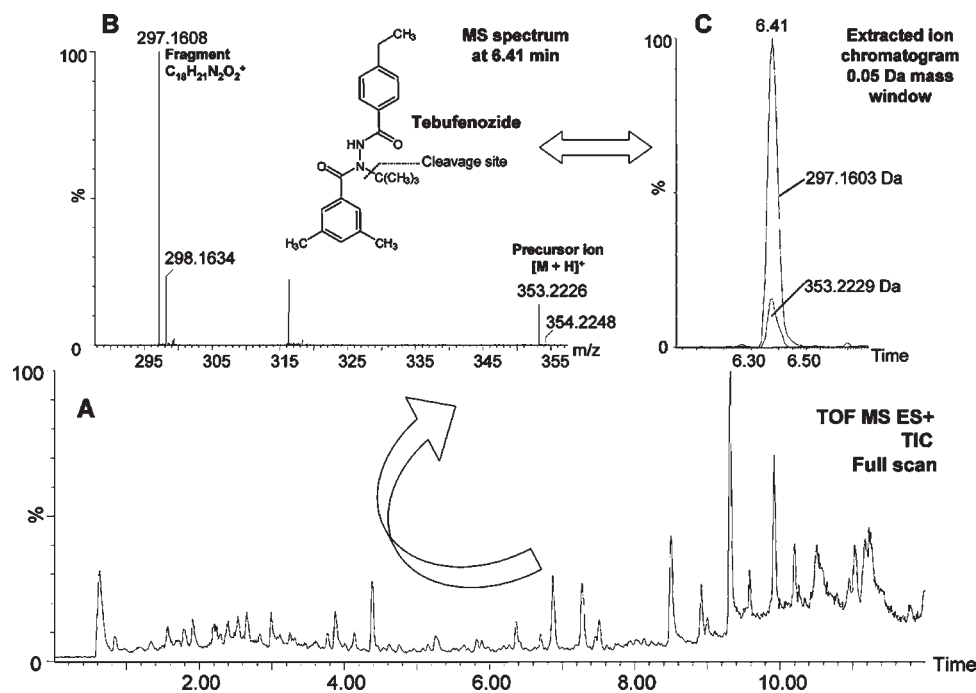 B
297.1608
100
Fragment
C18H21N2O2+
CH3
MS spectrum
at 6.41 min
Tebufenozide
HN
O
O
N
C(CH3)3
Cleavage site
%
298.1634
H3C
CH3
Precursor ion
[M + H]+
353.2226
354.2248
0
295 305 315 325 335 345 355 m/z
C
6.41
100
Extracted ion
chromatogram
0.05 Da mass
window
%
297.1603 Da
353.2229 Da
0
6.30 6.50 Time
A
100
TOF MS ES+
TIC
Full scan
%
0
2.00 4.00 6.00 8.00 10.00 Time